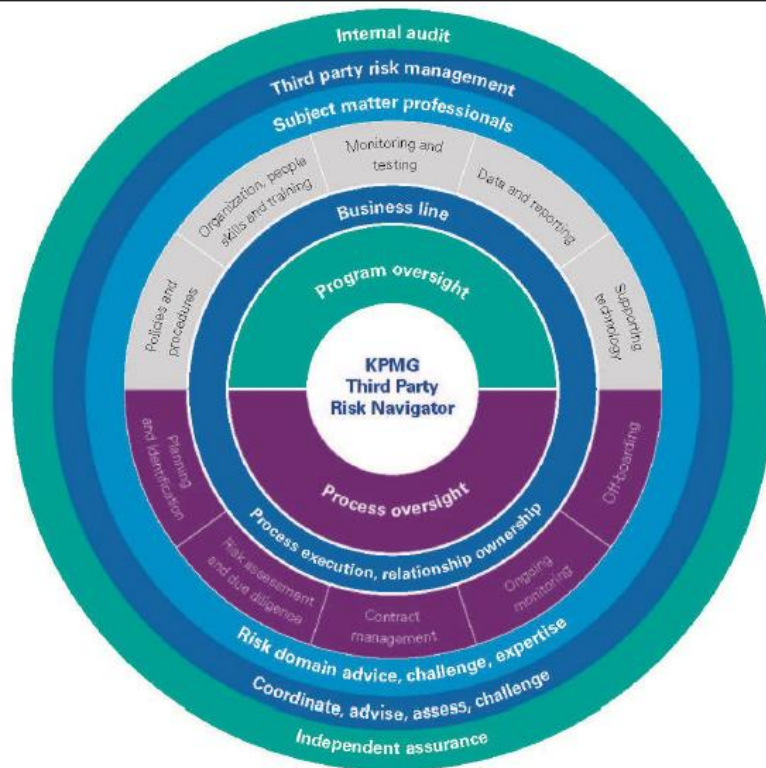 Internal audit
Third party risk management
Subject matter professionals
Monitoring and
testing
Organization, people
skills and training
Data and reporting
Policies and
procedures
Supporting
technology
Business line
Program oversight
KPMG
Third Party
Risk Navigator
Process oversight
Process execution, relationship ownership
Planning
and identification
Risk assessment
and due diligence
Contract
management
Ongoing
monitoring
Off-boarding
Risk domain advice, challenge, expertise
Coordinate, advise, assess, challenge
Independent assurance